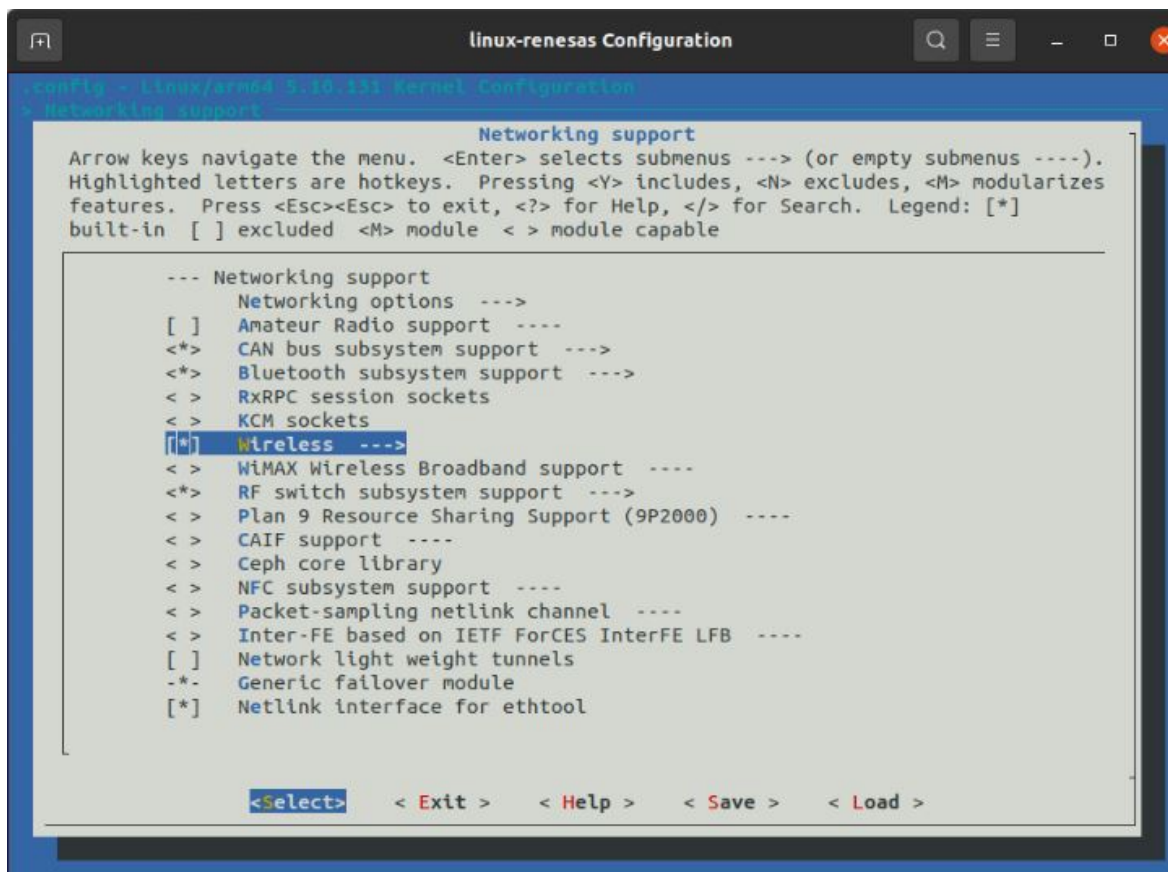 linux-renesas Configuration
.config - Linux/arm64 5.10.131 Kernel Configuration
> Networking support
Networking support
Arrow keys navigate the menu.  <Enter> selects submenus ---> (or empty submenus ----).
Highlighted letters are hotkeys.  Pressing <Y> includes, <N> excludes, <M> modularizes
features.  Press <Esc><Esc> to exit, <?> for Help, </> for Search.  Legend: [*]
built-in  [ ] excluded  <M> module  < > module capable
--- Networking support
Networking options  --->
[ ]   Amateur Radio support  ----
<*>   CAN bus subsystem support  --->
<*>   Bluetooth subsystem support  --->
< >   RxRPC session sockets
< >   KCM sockets
[*]   Wireless  --->
< >   WiMAX Wireless Broadband support  ----
<*>   RF switch subsystem support  --->
< >   Plan 9 Resource Sharing Support (9P2000)  ----
< >   CAIF support  ----
< >   Ceph core library
< >   NFC subsystem support  ----
< >   Packet-sampling netlink channel  ----
< >   Inter-FE based on IETF ForCES InterFE LFB  ----
[ ]   Network light weight tunnels
-*-   Generic failover module
[*]   Netlink interface for ethtool
<Select>    < Exit >    < Help >    < Save >    < Load >